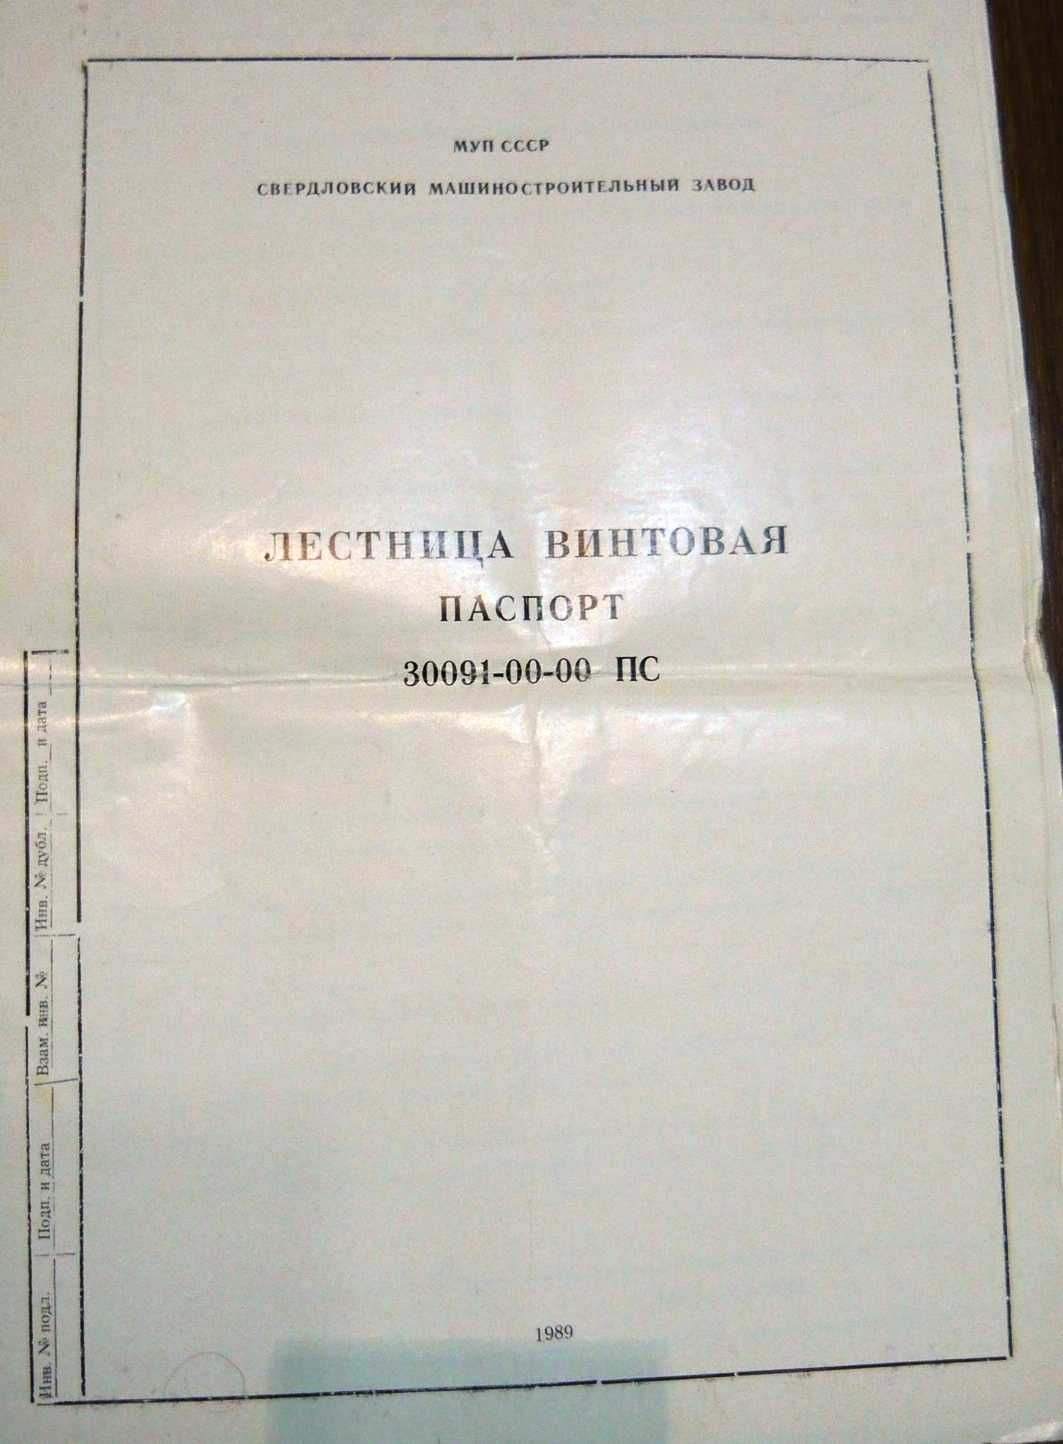 МУП СССР
СВЕРДЛОВСКИЙ МАШИНОСТРОИТЕЛЬНЫЙ ЗАВОД
ЛЕСТНИЦА ВИНТОВАЯ
ПАСПОРТ
30091-00-00 ПС
Инв. № подл.
Подп. и дата
Взам. инв. №
Инв. № дубл.
Подп. и дата
1989